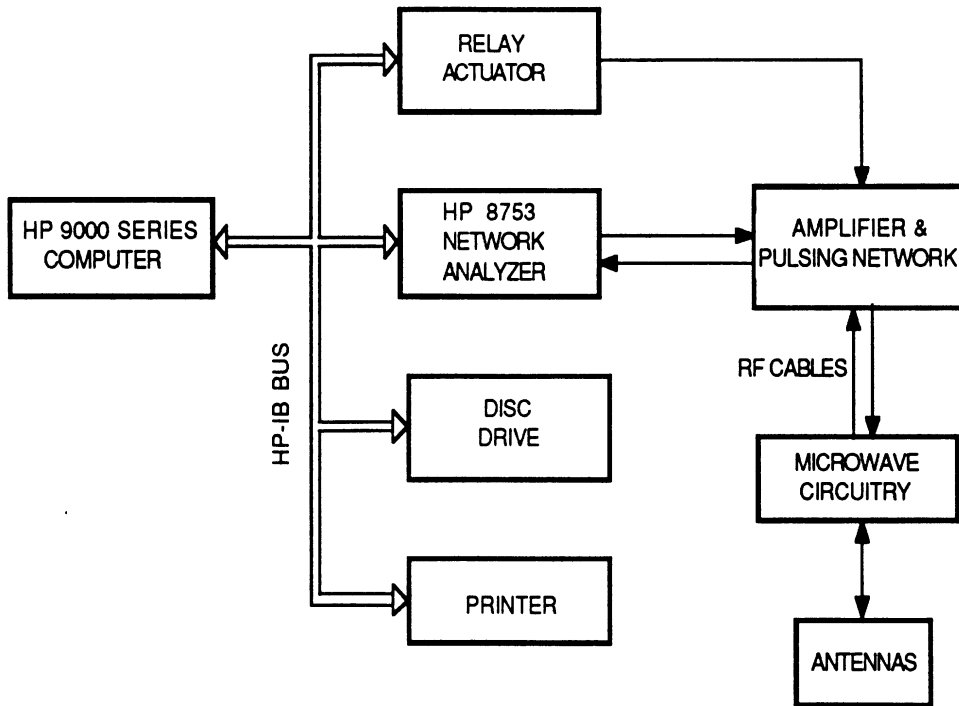 RELAY
ACTUATOR
HP 9000 SERIES
COMPUTER
HP 8753
NETWORK
ANALYZER
AMPLIFIER &
PULSING NETWORK
HP-IB BUS
RF CABLES
DISC
DRIVE
MICROWAVE
CIRCUITRY
PRINTER
ANTENNAS